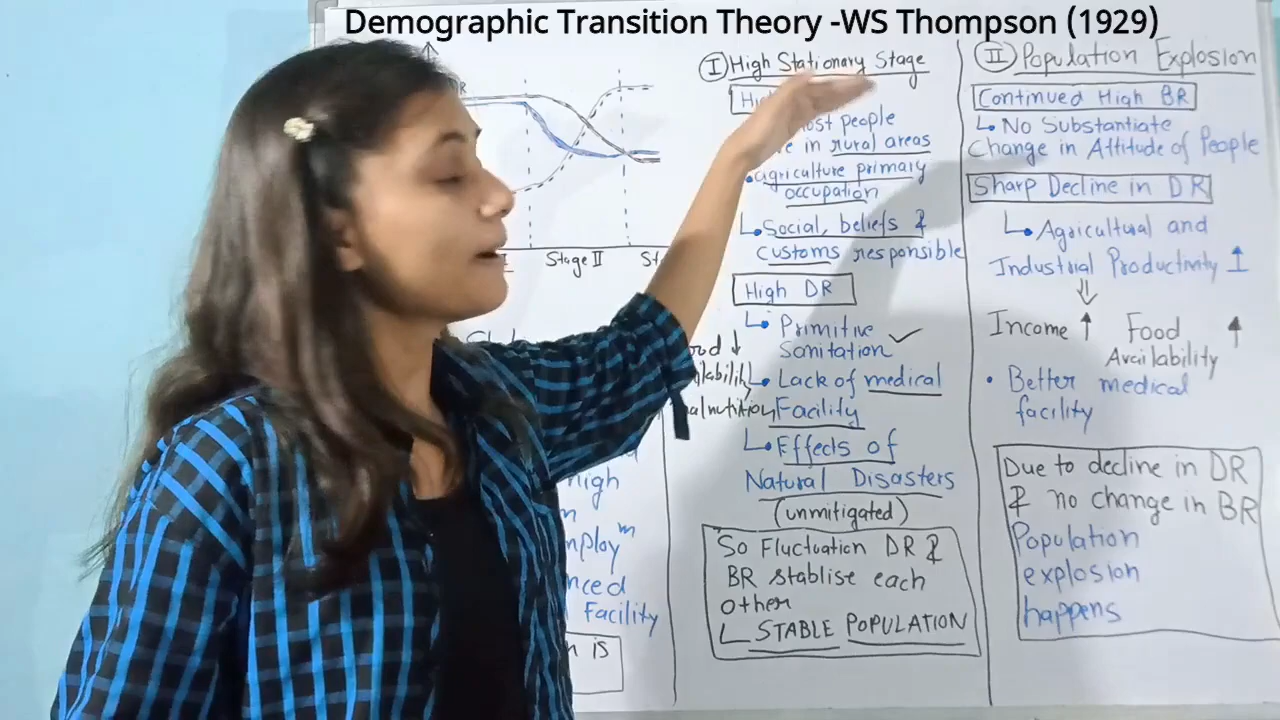 Demographic Transition Theory -WS Thompson (1929)
Stage II
high
employᵐ
Facility
is
I High Stationary Stage
most people
in rural areas
• agriculture primary
occupation
Social, beliefs &
customs responsible
High DR
Primitive
Sanitation ✓
Lack of medical
Facility
Effects of
Natural Disasters
(unmitigated)
So Fluctuation DR &
BR stablise each
other
STABLE POPULATION
II Population Explosion
Continued High BR
No Substantiate
Change in Attitude of People
Sharp Decline in DR
Agricultural and
Industrial Productivity ↑
⇓
Income ↑ Food ↑
Availability
• Better medical
facility
Due to decline in DR
& no change in BR
Population
explosion
happens